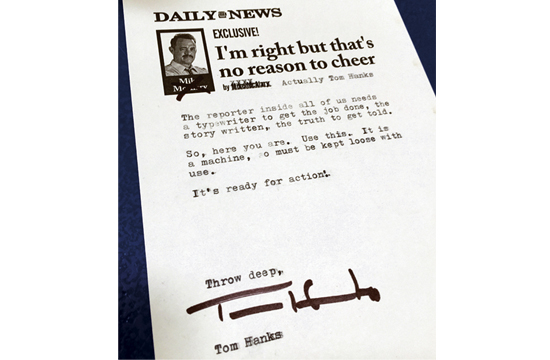 DAILY NEWS
EXCLUSIVE!
I'm right but that's
no reason to cheer
by
Actually Tom Hanks
The reporter inside all of us needs
a typewriter to get the job done, the
story written, the truth to get told.
So, here you are. Use this. It is
a machine, so must be kept loose with
use.
It's ready for action!
Throw deep,
Tom Hanks
Tom Hanks